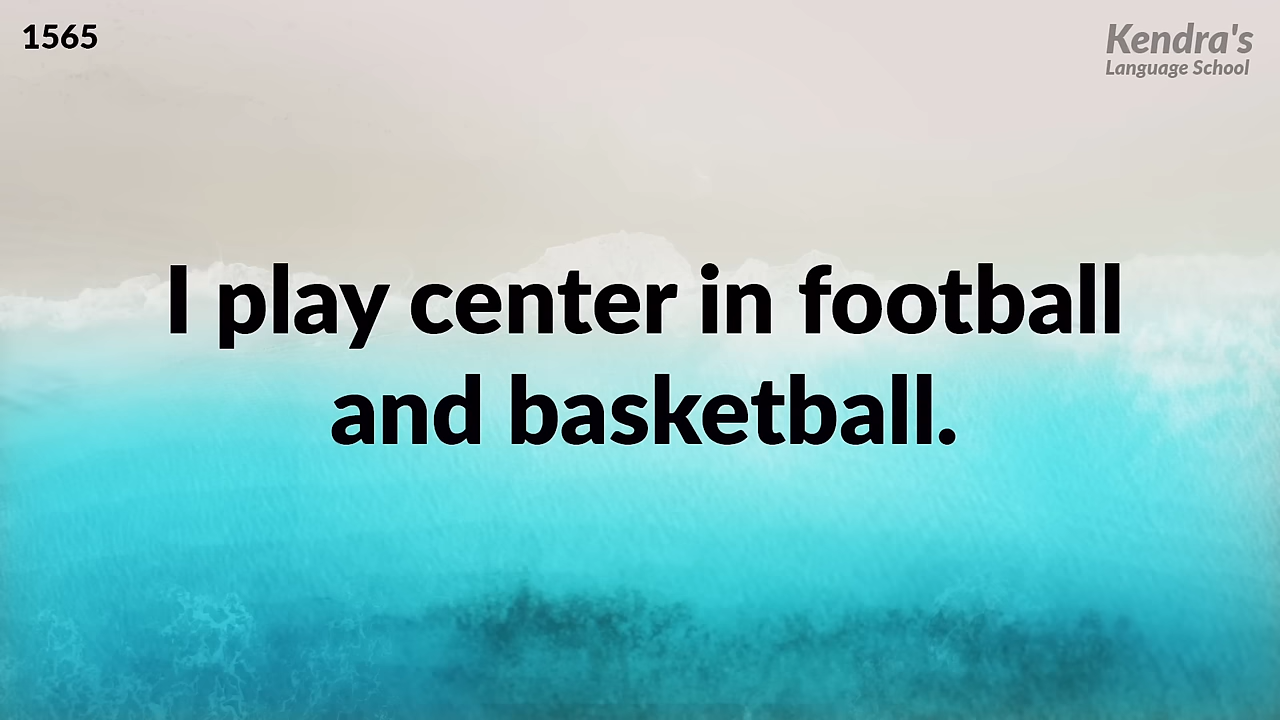 1565
Kendra's
Language School
I play center in football
and basketball.